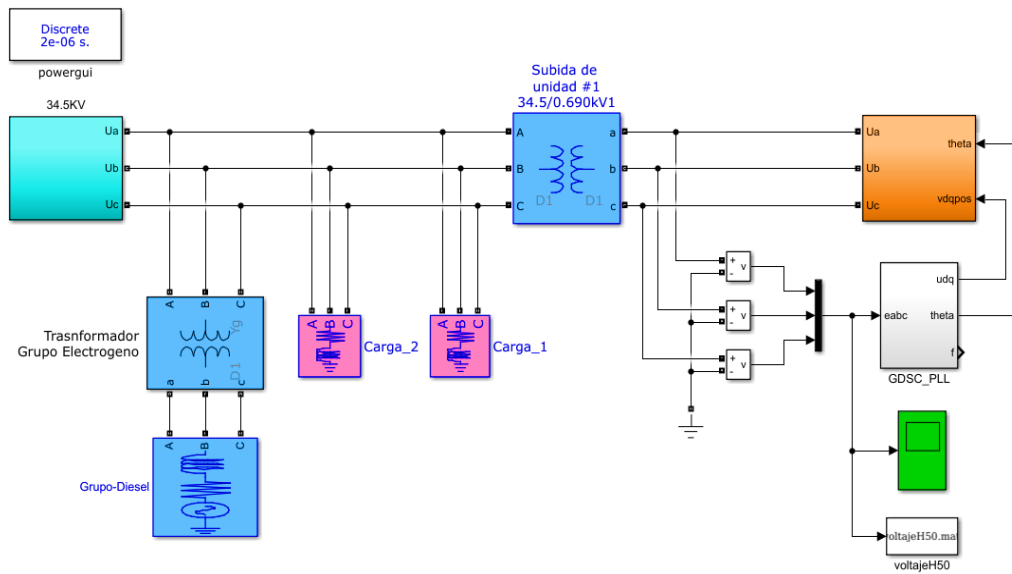 Discrete
2e-06 s.
powergui
34.5KV
Ua
Ub
Uc
Subida de
unidad #1
34.5/0.690kV1
A
B
C
a
b
c
D1
D1
Ua
Ub
Uc
theta
vdqpos
Trasnformador
Grupo Electrogeno
A
B
C
Yg
D1
a
b
c
A
B
C
Carga_2
A
B
C
Carga_1
A
B
C
Grupo-Diesel
+
-
v
+
-
v
+
-
v
eabc
udq
theta
f
GDSC_PLL
voltajeH50.mat
voltajeH50